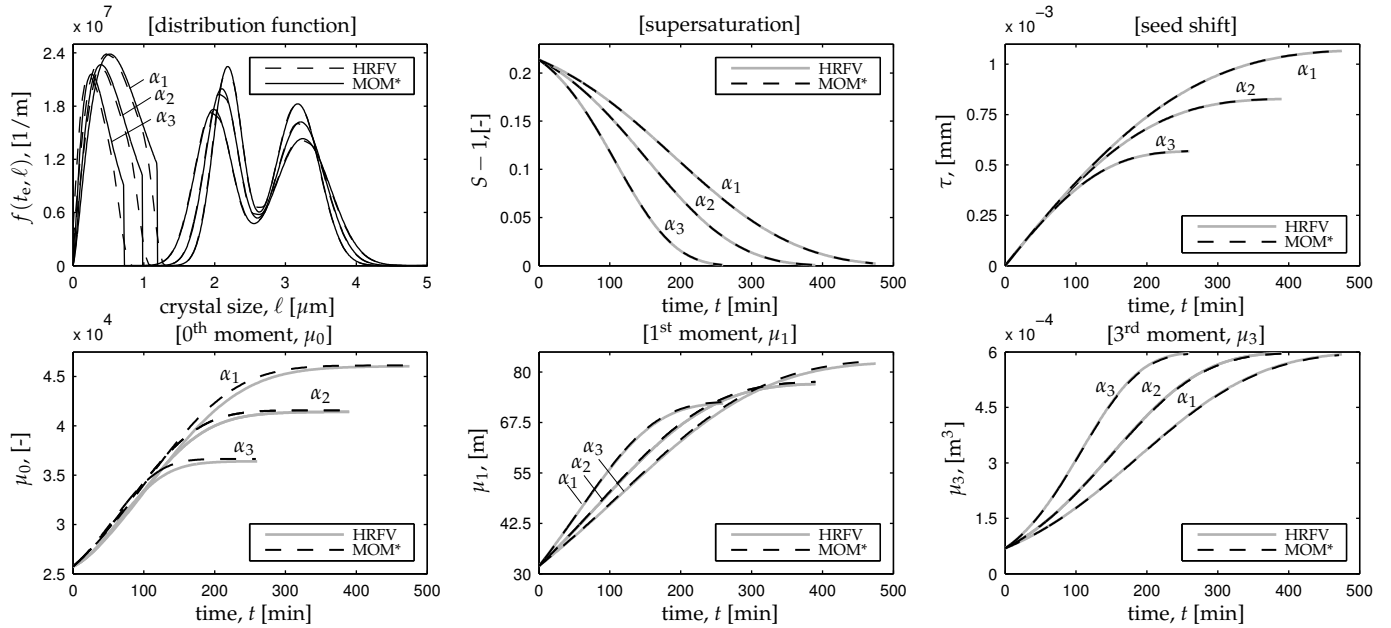 x 10⁷
[distribution function]
2.4
1.8
1.2
0.6
0
f(tₑ, ℓ), [1/m]
α₁
α₂
α₃
HRFV
MOM*
0 1 2 3 4 5
crystal size, ℓ [μm]
[supersaturation]
0.2
0.15
0.1
0.05
0
S − 1, [-]
HRFV
MOM*
α₁
α₂
α₃
0 100 200 300 400 500
time, t [min]
x 10⁻³
[seed shift]
1
0.75
0.5
0.25
0
τ, [mm]
α₁
α₂
α₃
HRFV
MOM*
0 100 200 300 400 500
time, t [min]
x 10⁴
[0th moment, μ₀]
4.5
4
3.5
3
2.5
μ₀, [-]
α₁
α₂
α₃
HRFV
MOM*
0 100 200 300 400 500
time, t [min]
[1st moment, μ₁]
80
67.5
55
42.5
30
μ₁, [m]
α₃
α₂
α₁
HRFV
MOM*
0 100 200 300 400 500
time, t [min]
x 10⁻⁴
[3rd moment, μ₃]
6
4.5
3
1.5
0
μ₃, [m³]
α₃
α₂
α₁
HRFV
MOM*
0 100 200 300 400 500
time, t [min]